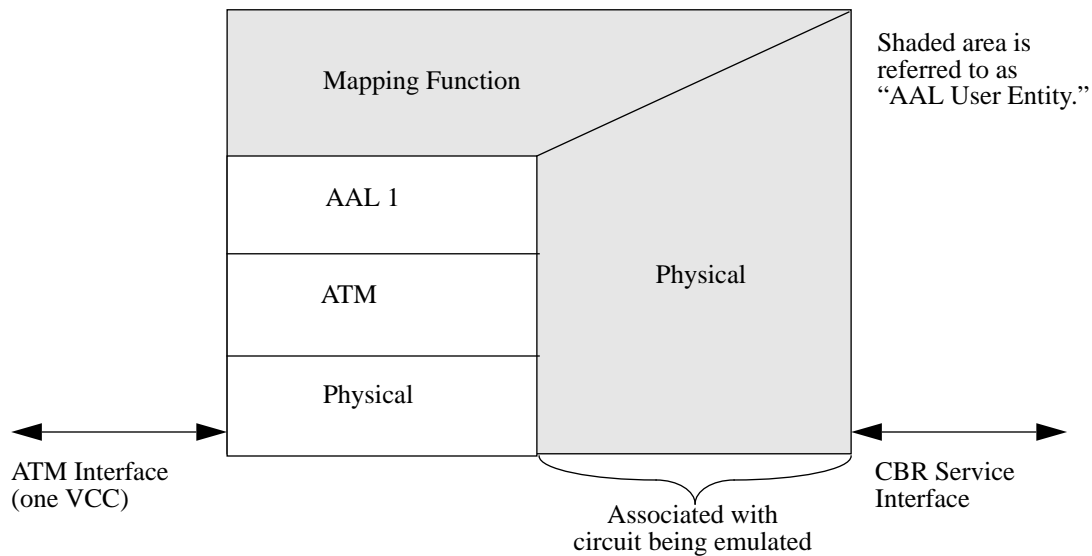 Mapping Function
Shaded area is
referred to as
“AAL User Entity.”
AAL 1
ATM
Physical
Physical
ATM Interface
(one VCC)
CBR Service
Interface
Associated with
circuit being emulated